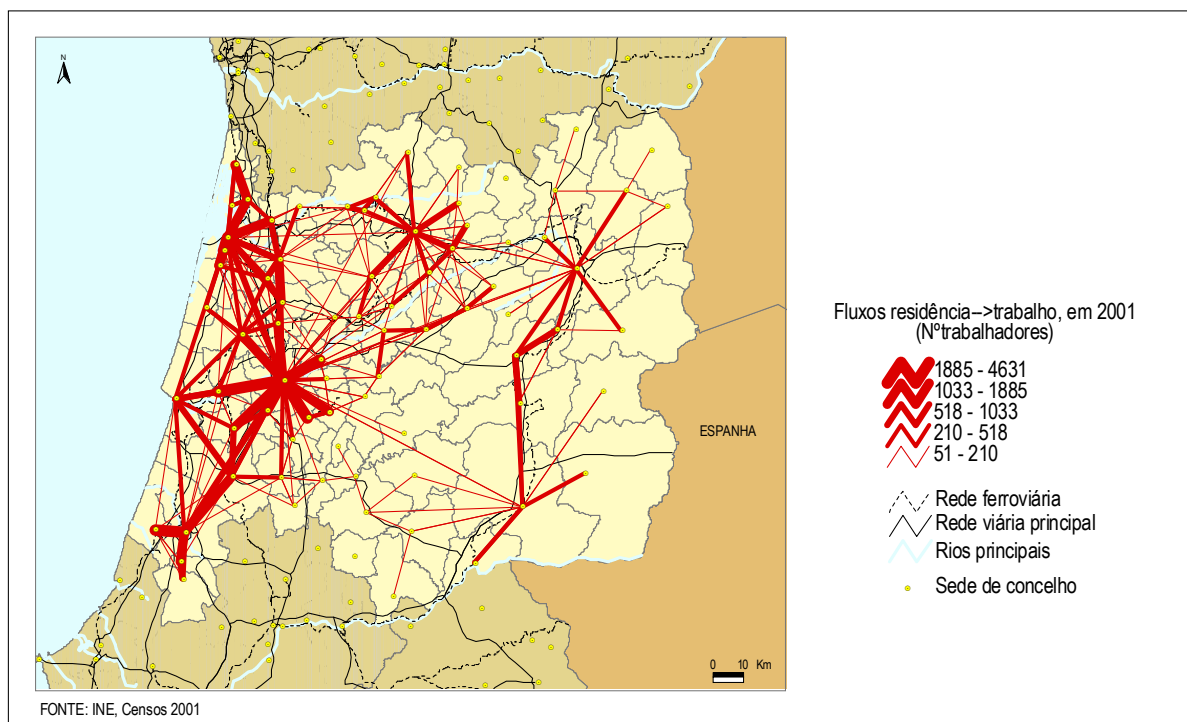 N
ESPANHA
0 10 Km
Fluxos residência–>trabalho, em 2001
(Nºtrabalhadores)
1885 - 4631
1033 - 1885
518 - 1033
210 - 518
51 - 210
Rede ferroviária
Rede viária principal
Rios principais
Sede de concelho
FONTE: INE, Censos 2001